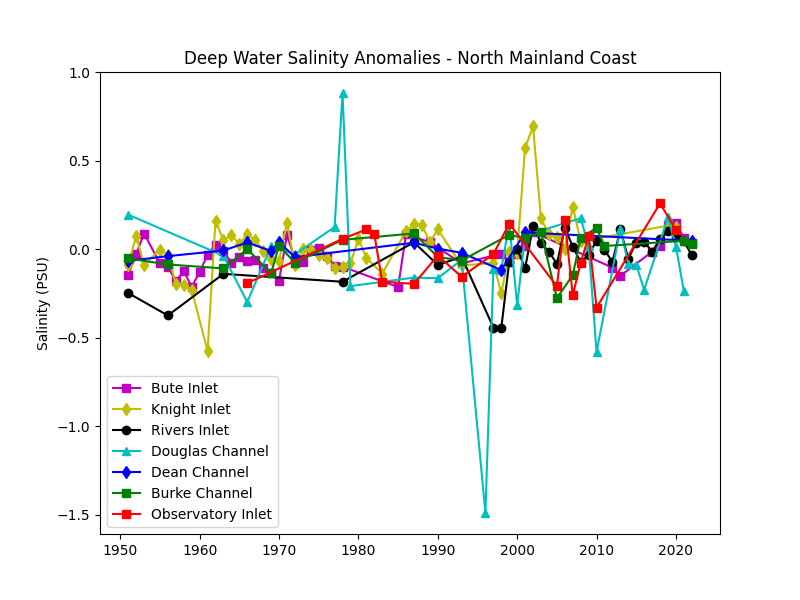 Deep Water Salinity Anomalies - North Mainland Coast
1.0
0.5
0.0
−0.5
−1.0
−1.5
Salinity (PSU)
Bute Inlet
Knight Inlet
Rivers Inlet
Douglas Channel
Dean Channel
Burke Channel
Observatory Inlet
1950 1960 1970 1980 1990 2000 2010 2020